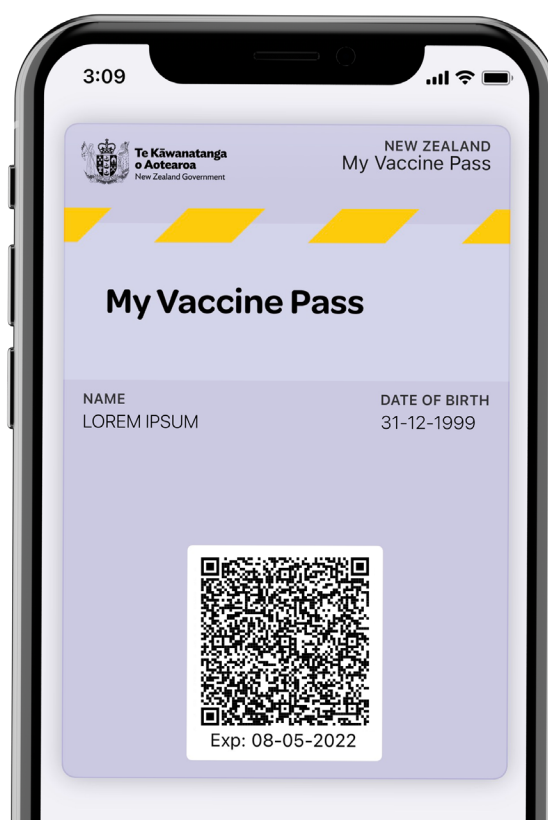 3:09
Te Kāwanatanga
o Aotearoa
New Zealand Government
NEW ZEALAND
My Vaccine Pass
My Vaccine Pass
NAME
LOREM IPSUM
DATE OF BIRTH
31-12-1999
Exp: 08-05-2022